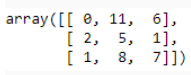 array([[ 0, 11, 6],
[ 2, 5, 1],
[ 1, 8, 7]])